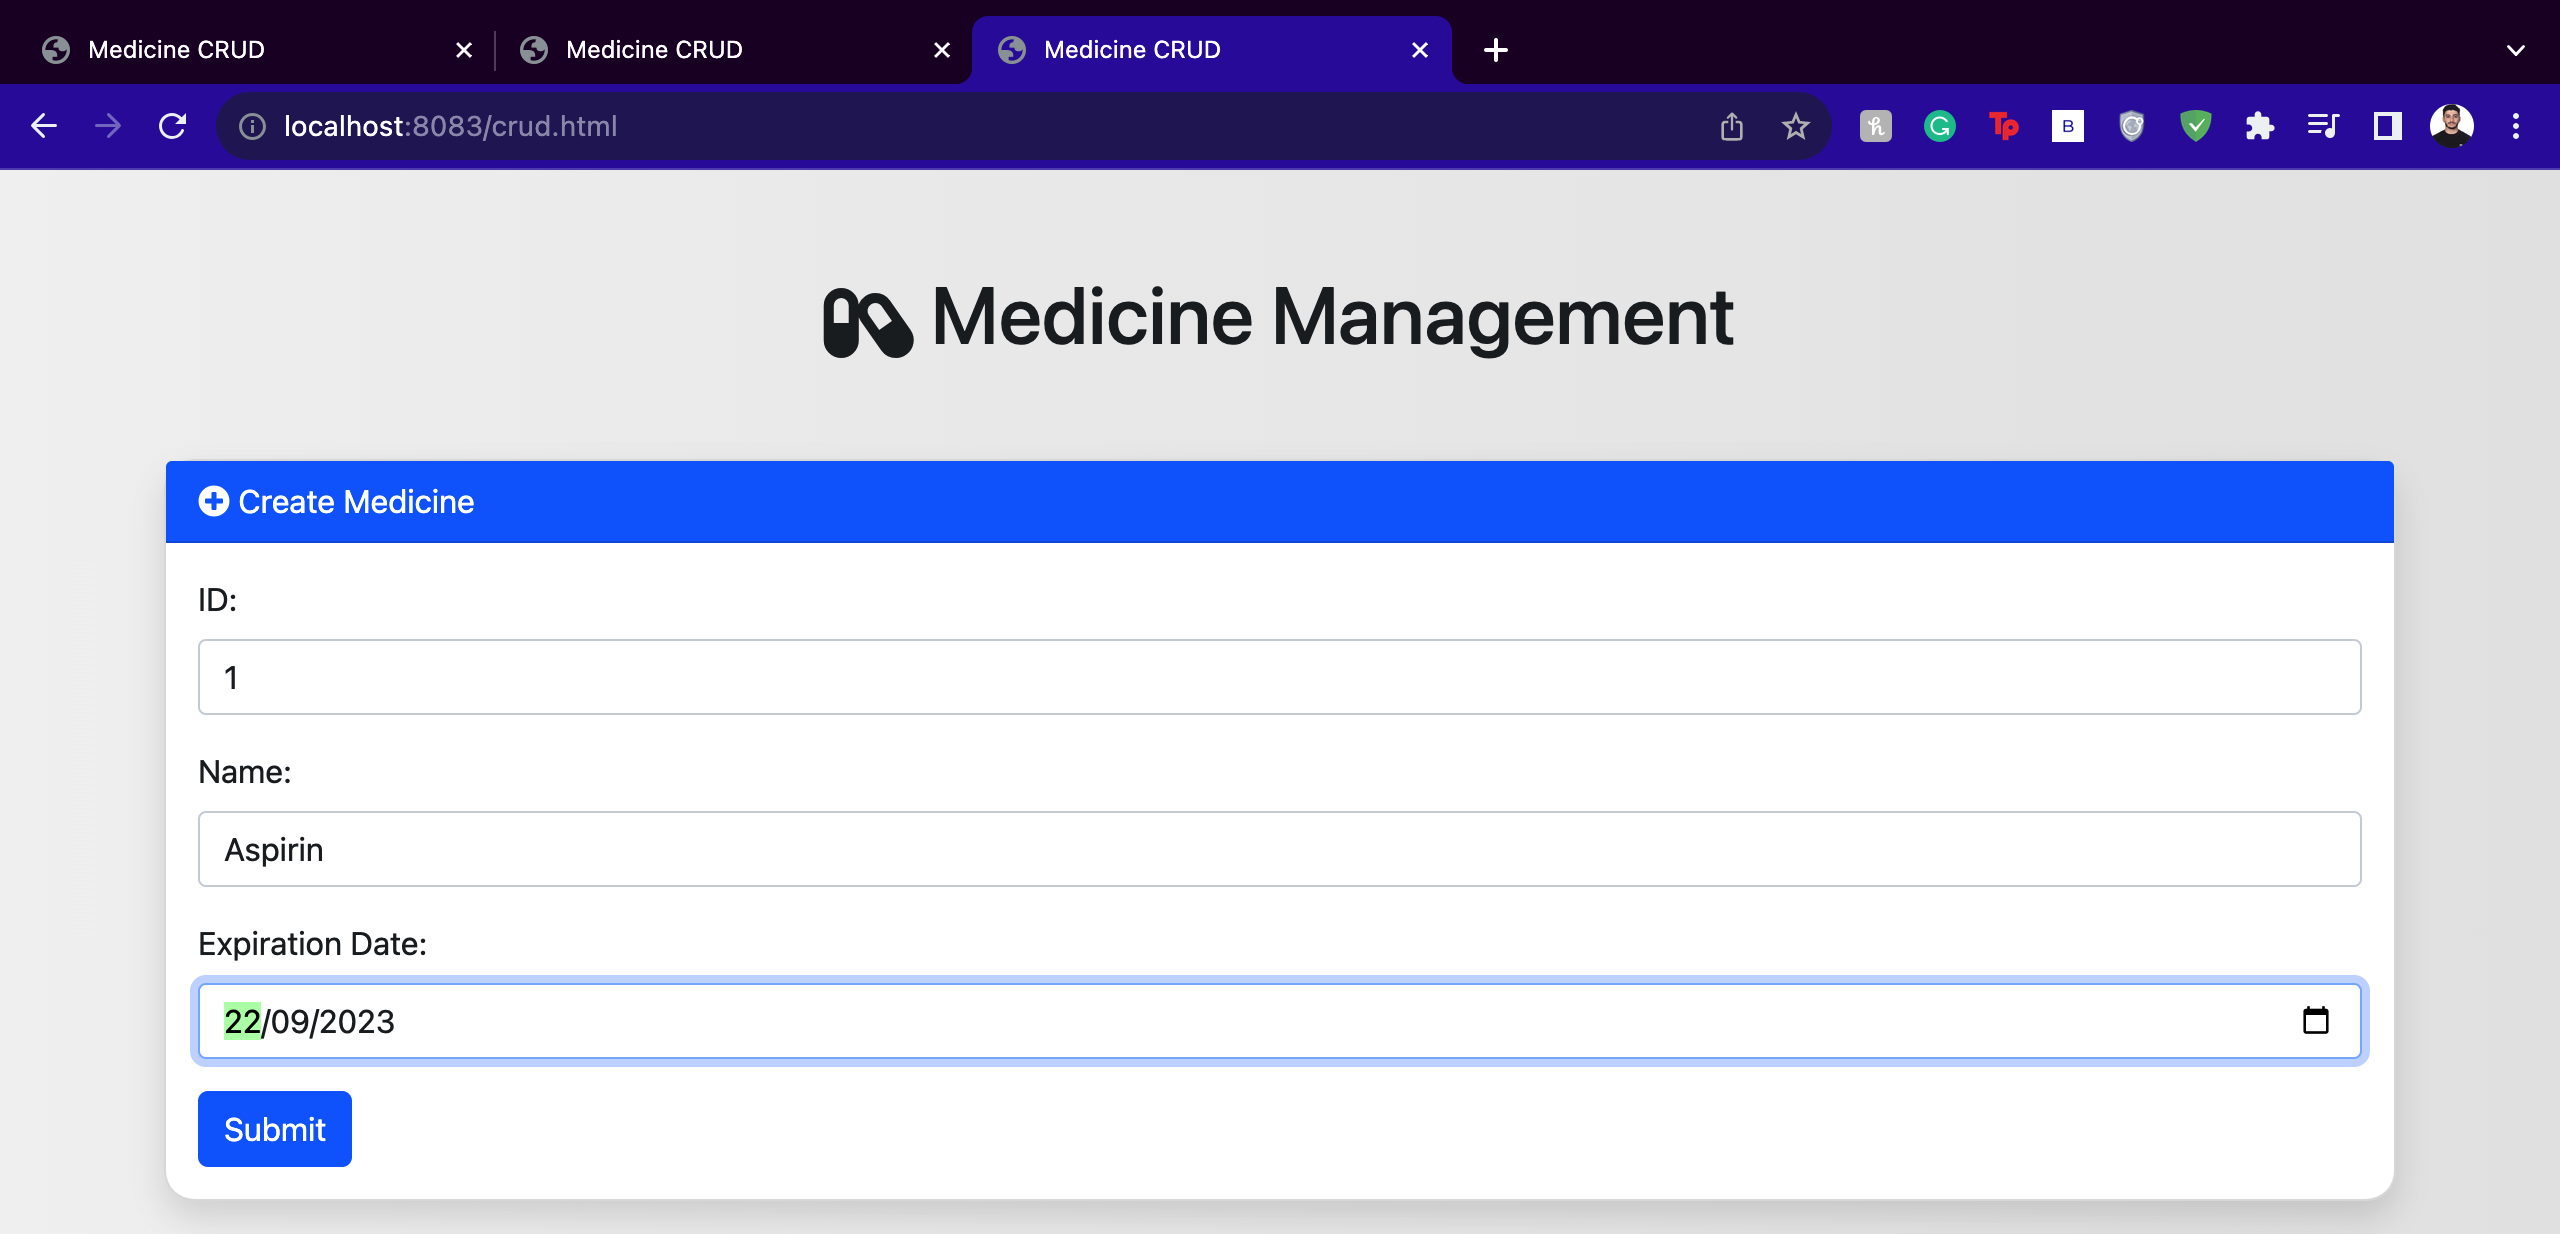 Medicine CRUD
Medicine CRUD
Medicine CRUD
localhost:8083/crud.html
h
G
Tp
B
Medicine Management
Create Medicine
ID:
1
Name:
Aspirin
Expiration Date:
22/09/2023
Submit